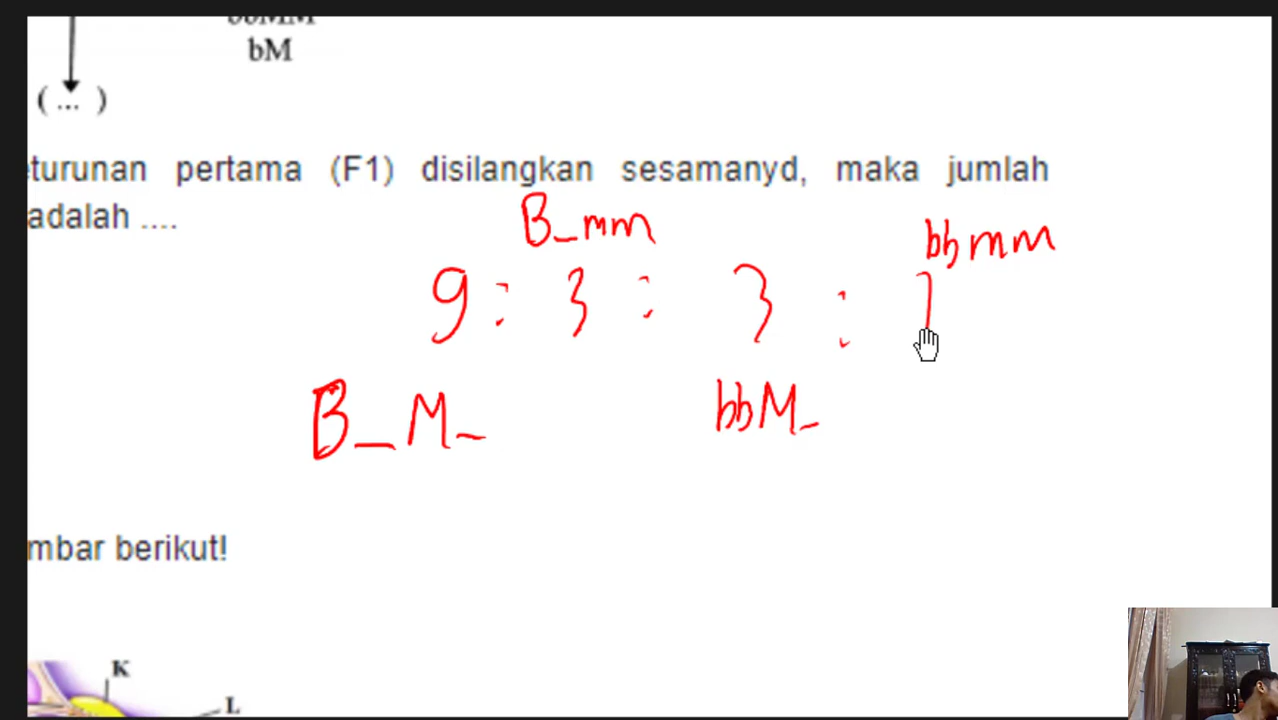 bbMM
bM
( ... )
eturunan pertama (F1) disilangkan sesamanyd, maka jumlah
adalah ....
B_mm
bbmm
9 : 3 : 3 : 1
B_M_
bbM_
mbar berikut!
K
L